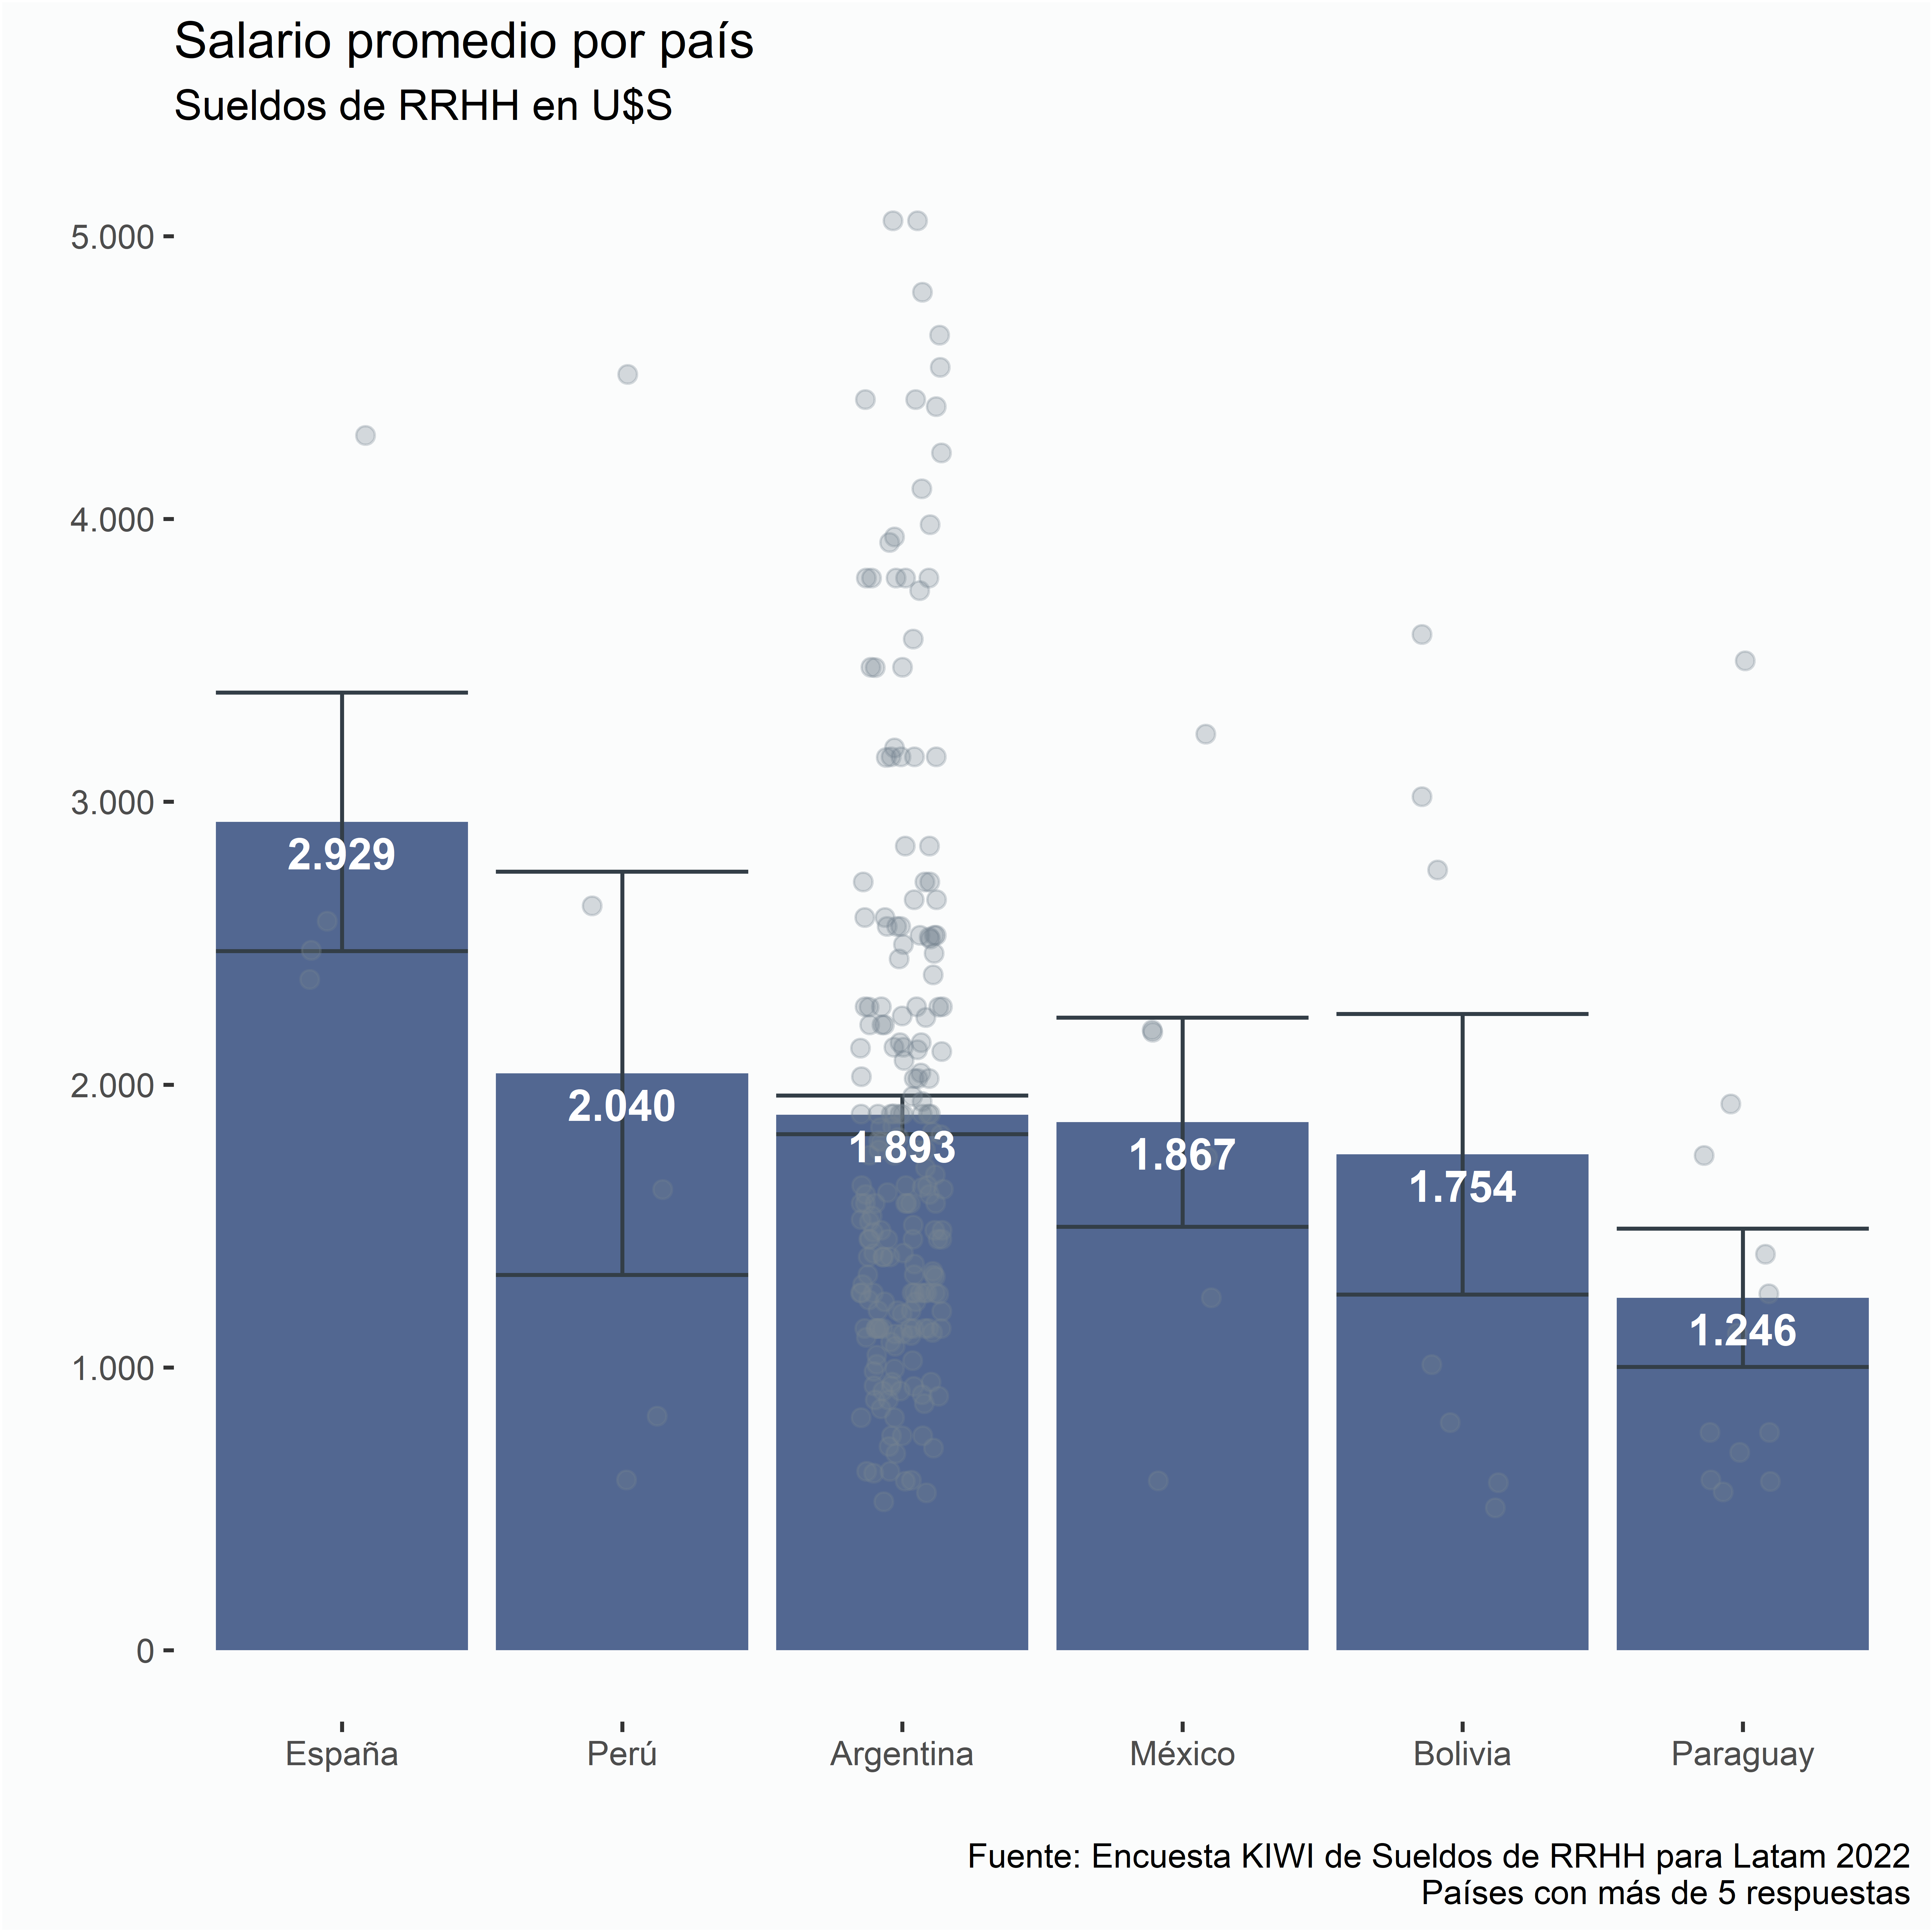 Salario promedio por país
Sueldos de RRHH en U$S
5.000
4.000
3.000
2.000
1.000
0
2.929
2.040
1.893
1.867
1.754
1.246
España
Perú
Argentina
México
Bolivia
Paraguay
Fuente: Encuesta KIWI de Sueldos de RRHH para Latam 2022
Países con más de 5 respuestas